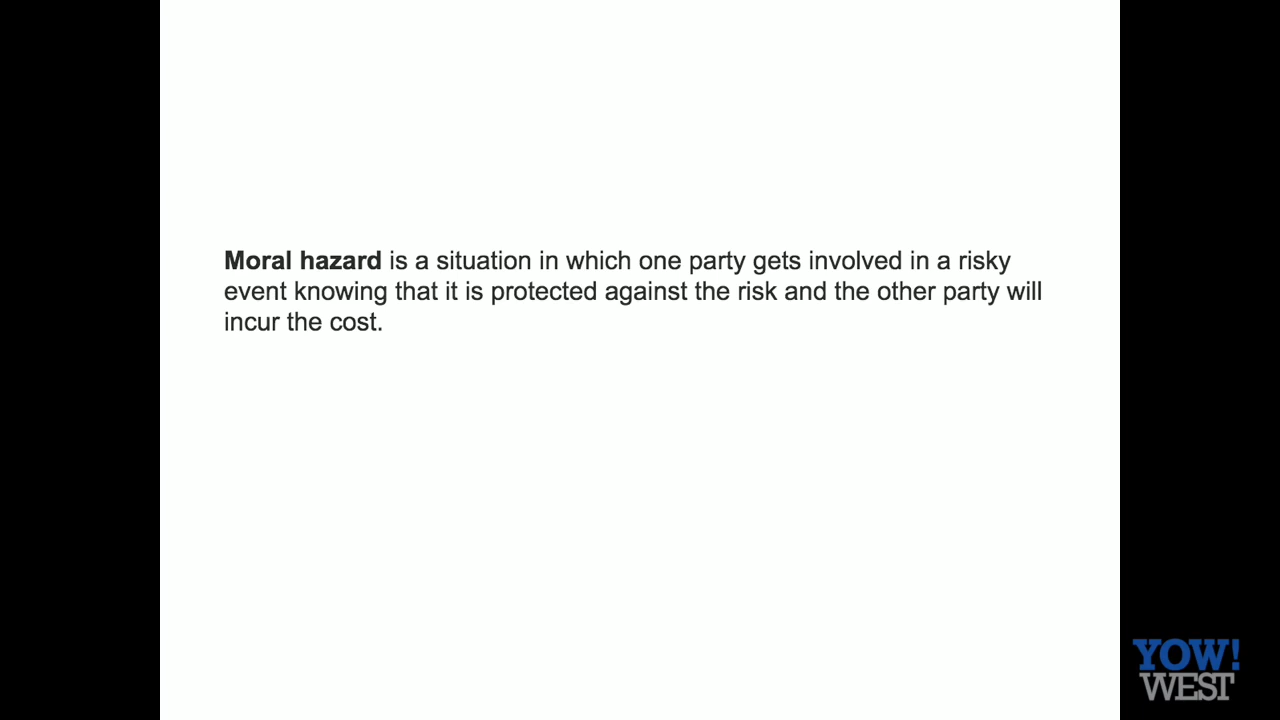 Moral hazard is a situation in which one party gets involved in a risky
event knowing that it is protected against the risk and the other party will
incur the cost.
YOW!
WEST